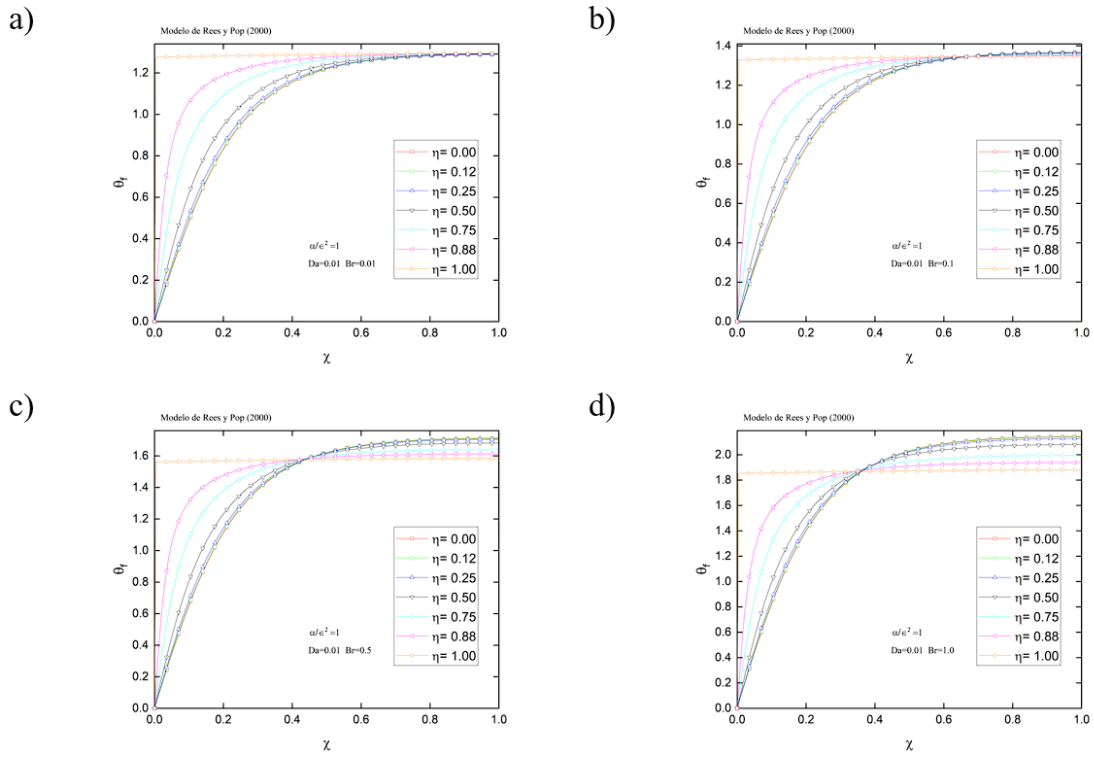 a)
Modelo de Rees y Pop (2000)
1.2
1.0
0.8
0.6
0.4
0.2
0.0
θf
η= 0.00
η= 0.12
η= 0.25
η= 0.50
η= 0.75
η= 0.88
η= 1.00
α/ϵ²=1
Da=0.01 Br=0.01
0.0 0.2 0.4 0.6 0.8 1.0
χ
b)
Modelo de Rees y Pop (2000)
1.4
1.2
1.0
0.8
0.6
0.4
0.2
0.0
θf
η= 0.00
η= 0.12
η= 0.25
η= 0.50
η= 0.75
η= 0.88
η= 1.00
α/ϵ²=1
Da=0.01 Br=0.1
0.0 0.2 0.4 0.6 0.8 1.0
χ
c)
Modelo de Rees y Pop (2000)
1.6
1.4
1.2
1.0
0.8
0.6
0.4
0.2
0.0
θf
η= 0.00
η= 0.12
η= 0.25
η= 0.50
η= 0.75
η= 0.88
η= 1.00
α/ϵ²=1
Da=0.01 Br=0.5
0.0 0.2 0.4 0.6 0.8 1.0
χ
d)
Modelo de Rees y Pop (2000)
2.0
1.8
1.6
1.4
1.2
1.0
0.8
0.6
0.4
0.2
0.0
θf
η= 0.00
η= 0.12
η= 0.25
η= 0.50
η= 0.75
η= 0.88
η= 1.00
α/ϵ²=1
Da=0.01 Br=1.0
0.0 0.2 0.4 0.6 0.8 1.0
χ